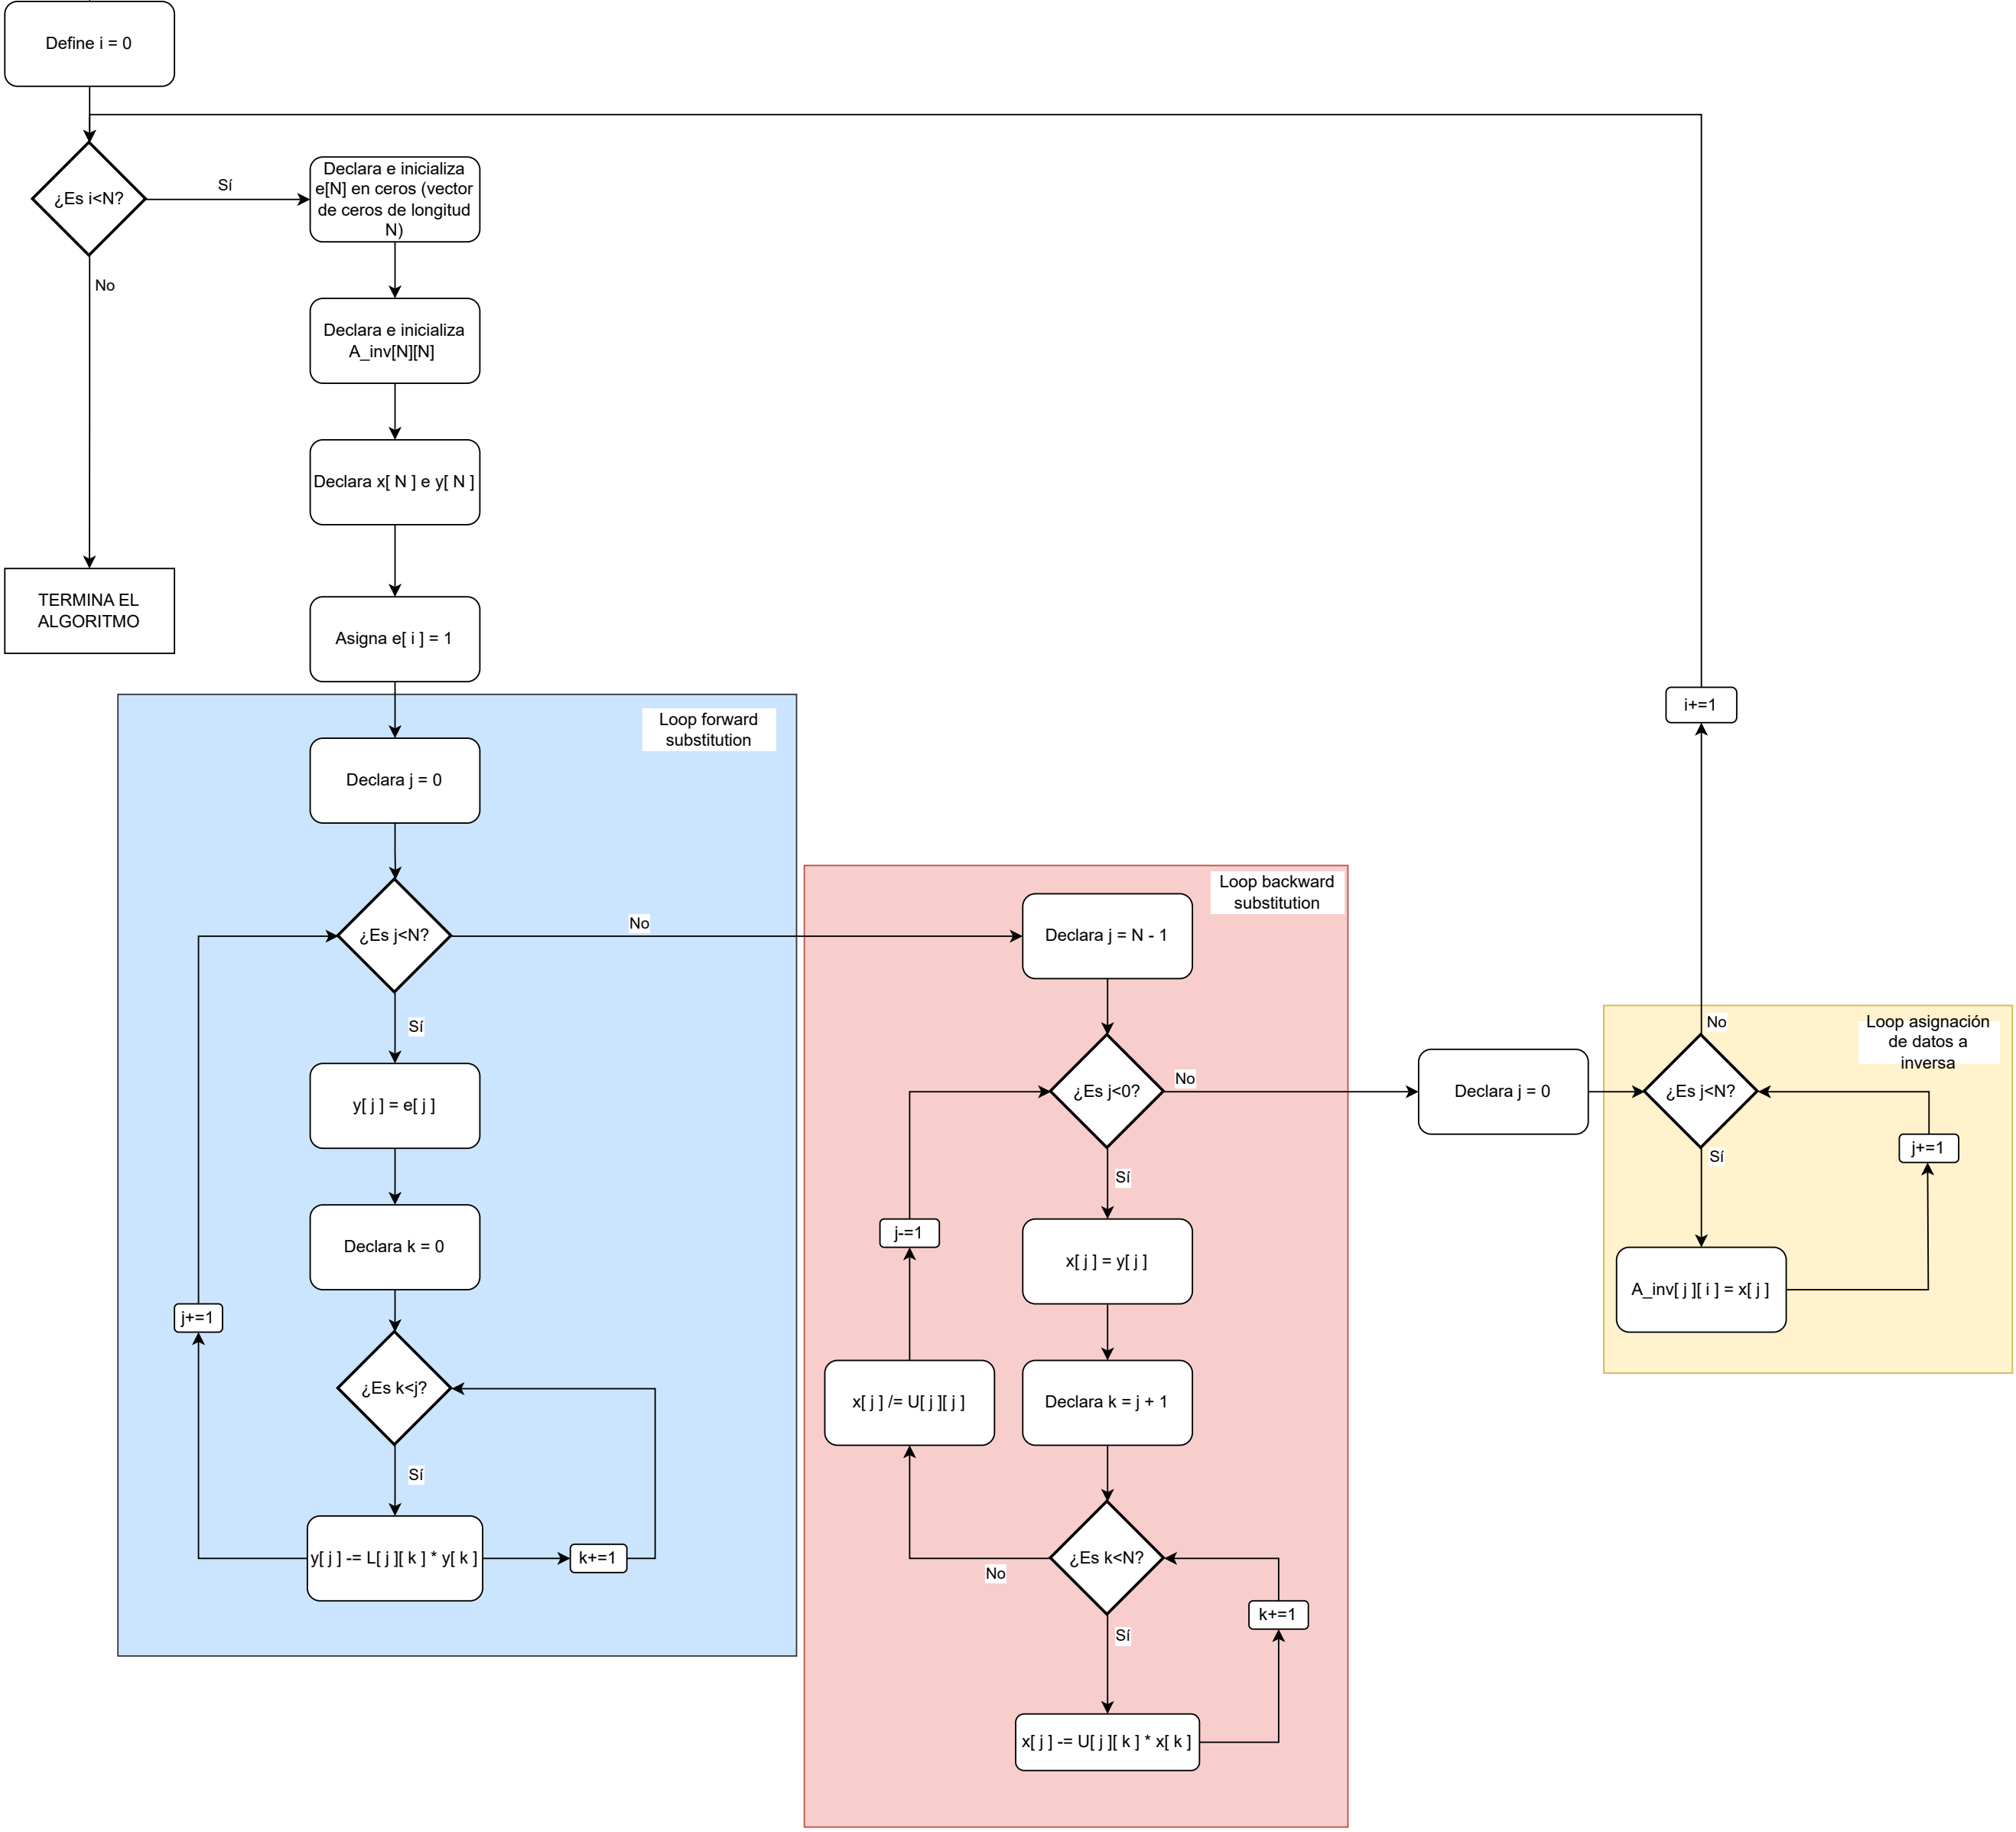 Define i = 0
¿Es i<N?
Sí
No
Declara e inicializa
e[N] en ceros (vector
de ceros de longitud
N)
Declara e inicializa
A_inv[N][N]
Declara x[ N ] e y[ N ]
TERMINA EL
ALGORITMO
Asigna e[ i ] = 1
Loop forward
substitution
Declara j = 0
¿Es j<N?
No
Sí
y[ j ] = e[ j ]
Declara k = 0
j+=1
¿Es k<j?
Sí
y[ j ] -= L[ j ][ k ] * y[ k ]
k+=1
Loop backward
substitution
Declara j = N - 1
¿Es j<0?
No
Sí
j-=1
x[ j ] = y[ j ]
x[ j ] /= U[ j ][ j ]
Declara k = j + 1
¿Es k<N?
No
Sí
k+=1
x[ j ] -= U[ j ][ k ] * x[ k ]
Declara j = 0
i+=1
Loop asignación
de datos a
inversa
No
¿Es j<N?
Sí
j+=1
A_inv[ j ][ i ] = x[ j ]